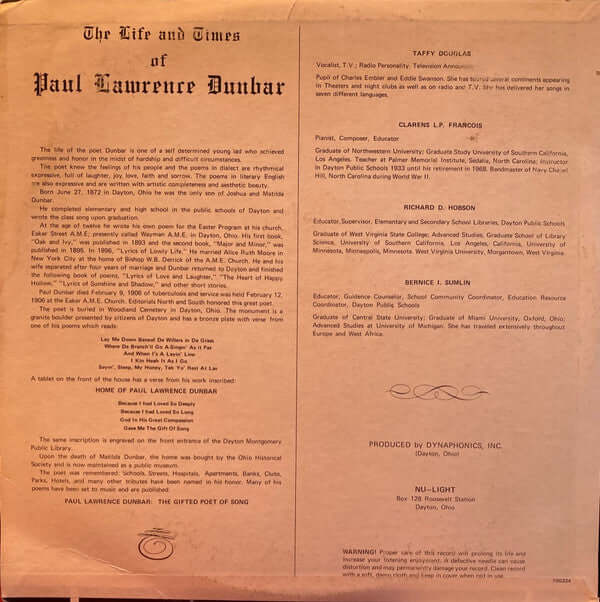 The Life and Times
of
Paul Lawrence Dunbar
The life of the poet Dunbar is one of a self determined young lad who achieved
greatness and honor in the midst of hardship and difficult circumstances.
The poet knew the feelings of his people and the poems in dialect are rhythmical
expressive, full of laughter, joy, love, faith and sorrow. The poems in literary English
are also expressive and are written with artistic completeness and aesthetic beauty.
Born June 27, 1872 in Dayton, Ohio he was the only son of Joshua and Matilda
Dunbar.
He completed elementary and high school in the public schools of Dayton and
wrote the class song upon graduation.
At the age of twelve he wrote his own poem for the Easter Program at his church,
Eaker Street A.M.E.; presently called Wayman A.M.E. in Dayton, Ohio. His first book,
"Oak and Ivy," was published in 1893 and the second book, "Major and Minor," was
published in 1895. In 1896, "Lyrics of Lowly Life." He married Alice Ruth Moore in
New York City at the home of Bishop W.B. Derrick of the A.M.E. Church. He and his
wife separated after four years of marriage and Dunbar returned to Dayton and finished
the following book of poems, "Lyrics of Love and Laughter," "The Heart of Happy
Hollow," "Lyrics of Sunshine and Shadow," and other short stories.
Paul Dunbar died February 9, 1906 of tuberculosis and service was held February 12,
1906 at the Eaker A.M.E. Church. Editorials North and South honored this great poet.
The poet is buried in Woodland Cemetery in Dayton, Ohio. The monument is a
granite boulder presented by citizens of Dayton and has a bronze plate with verse from
one of his poems which reads:
Lay Me Down Beneaf De Willers in De Grass
Where De Branch'll Go A-Singin' As it Pas
And When I's A Layin' Low
I Kin Heah It As I Go
Sayin', Sleep, My Honey, Tek Yo' Rest At Las
A tablet on the front of the house has a verse from his work inscribed:
HOME OF PAUL LAWRENCE DUNBAR
Because I had Loved So Deeply
Because I had Loved So Long
God In His Great Compassion
Gave Me The Gift Of Song
The same inscription is engraved on the front entrance of the Dayton Montgomery
Public Library.
Upon the death of Matilda Dunbar, the home was bought by the Ohio Historical
Society and is now maintained as a public museum.
The poet was remembered; Schools, Streets, Hospitals, Apartments, Banks, Clubs,
Parks, Hotels, and many other tributes have been named in his honor. Many of his
poems have been set to music and are published.
PAUL LAWRENCE DUNBAR: THE GIFTED POET OF SONG
TAFFY DOUGLAS
Vocalist, T.V.; Radio Personality, Television Announcer
Pupil of Charles Embler and Eddie Swanson. She has toured several continents appearing
in Theaters and night clubs as well as on radio and T.V. She has delivered her songs in
seven different languages.
CLARENS L.P. FRANCOIS
Pianist, Composer, Educator
Graduate of Northwestern University; Graduate Study University of Southern California,
Los Angeles. Teacher at Palmer Memorial Institute, Sedalia, North Carolina; Instructor
in Dayton Public Schools 1933 until his retirement in 1968. Bandmaster of Navy Chapel
Hill, North Carolina during World War II.
RICHARD D. HOBSON
Educator, Supervisor, Elementary and Secondary School Libraries, Dayton Public Schools
Graduate of West Virginia State College; Advanced Studies, Graduate School of Library
Science, University of Southern California, Los Angeles, California, University of
Minnesota, Minneapolis, Minnesota. West Virginia University, Morgantown, West Virginia.
BERNICE I. SUMLIN
Educator, Guidance Counselor, School Community Coordinator, Education Resource
Coordinator, Dayton Public Schools
Graduate of Central State University; Graduate of Miami University, Oxford, Ohio;
Advanced Studies at University of Michigan. She has traveled extensively throughout
Europe and West Africa.
PRODUCED by DYNAPHONICS, INC.
(Dayton, Ohio)
NU-LIGHT
Box 128 Roosevelt Station
Dayton, Ohio
WARNING! Proper care of this record will prolong its life and
increase your listening enjoyment. A defective needle can cause
distortion and may permanently damage your record. Clean record
with a soft, damp cloth and keep in cover when not in use.